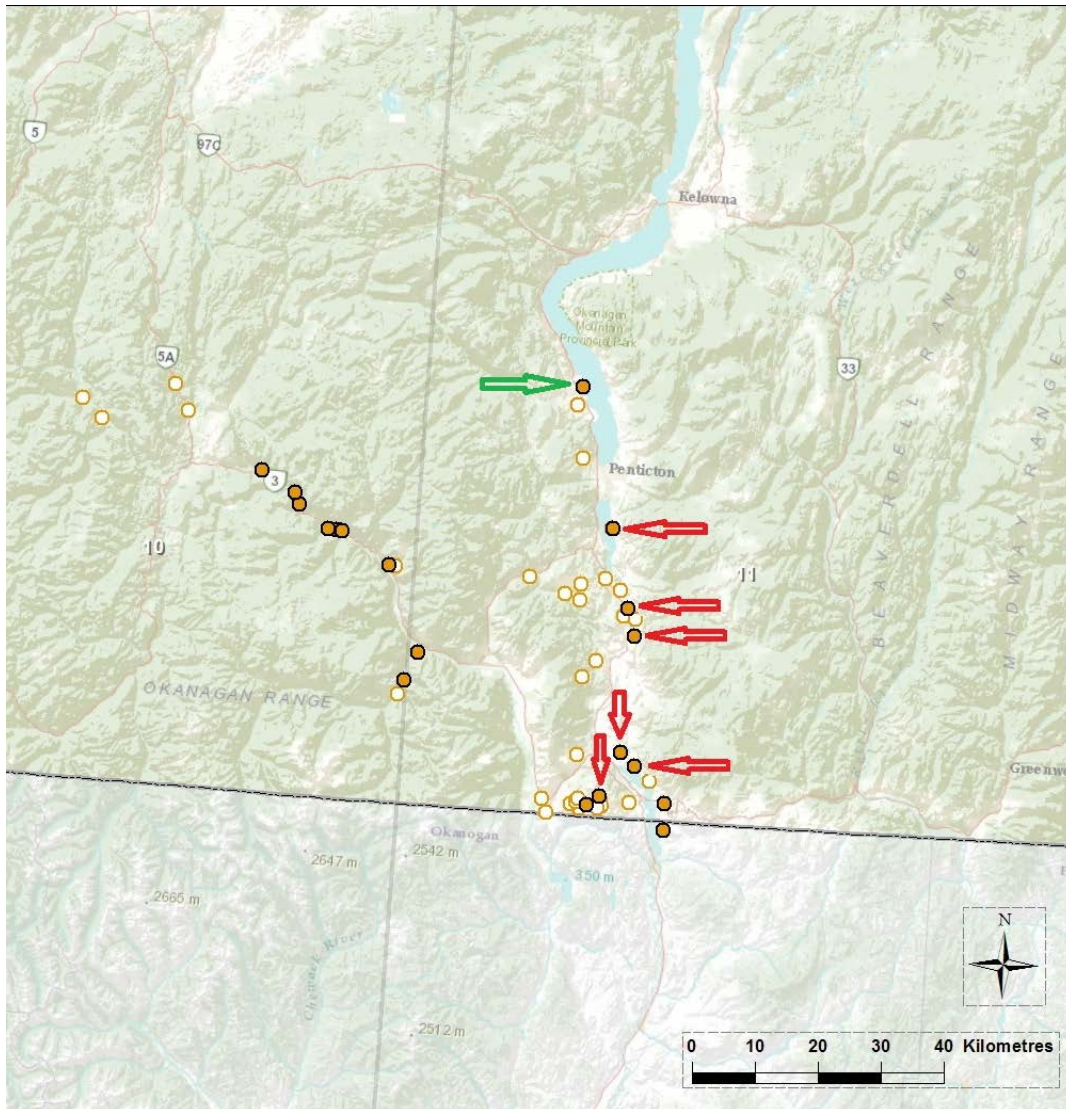 5
97C
Kelowna
Okanagan
Mountain
Provincial Park
5A
33
BEAVERDELL RANGE
MIDWAY RANGE
Penticton
3
10
11
OKANAGAN RANGE
Greenw
Okanogan
2647 m
2542 m
350 m
2665 m
River
2512 m
N
0 10 20 30 40 Kilometres